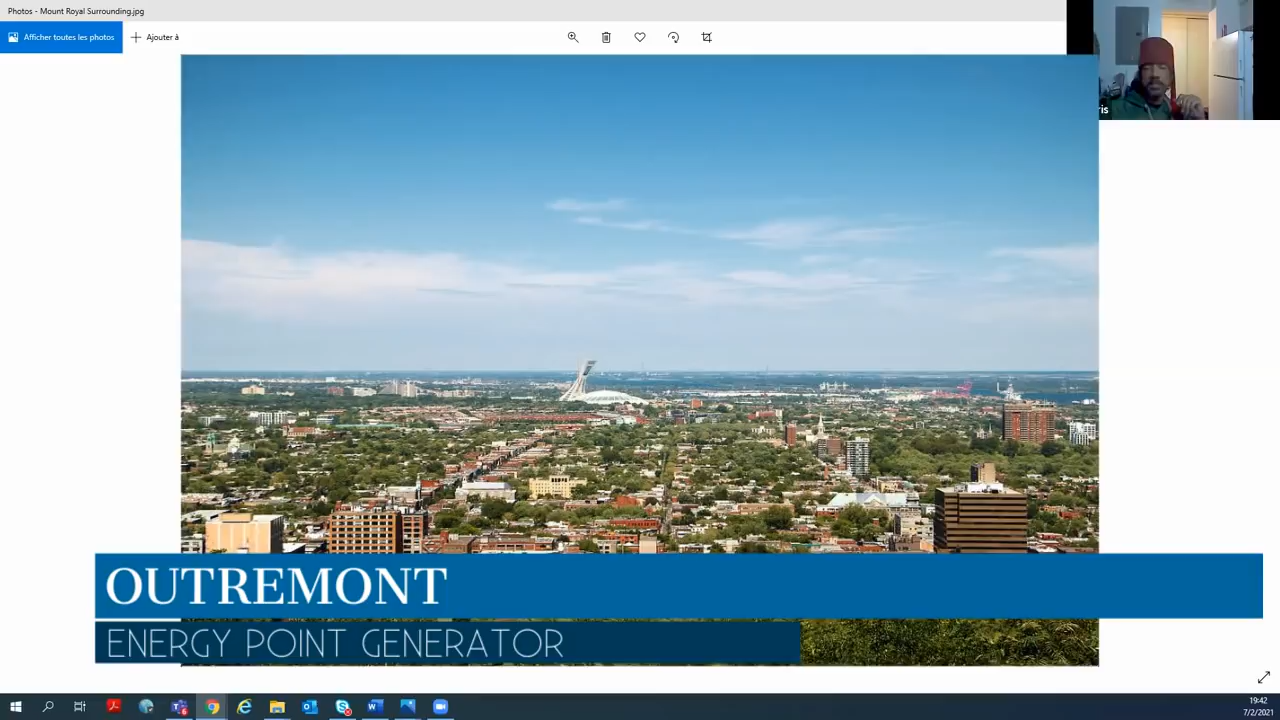 Photos - Mount Royal Surrounding.jpg
Afficher toutes les photos
Ajouter à
ris
OUTREMONT
ENERGY POINT GENERATOR
19:42
7/2/2021